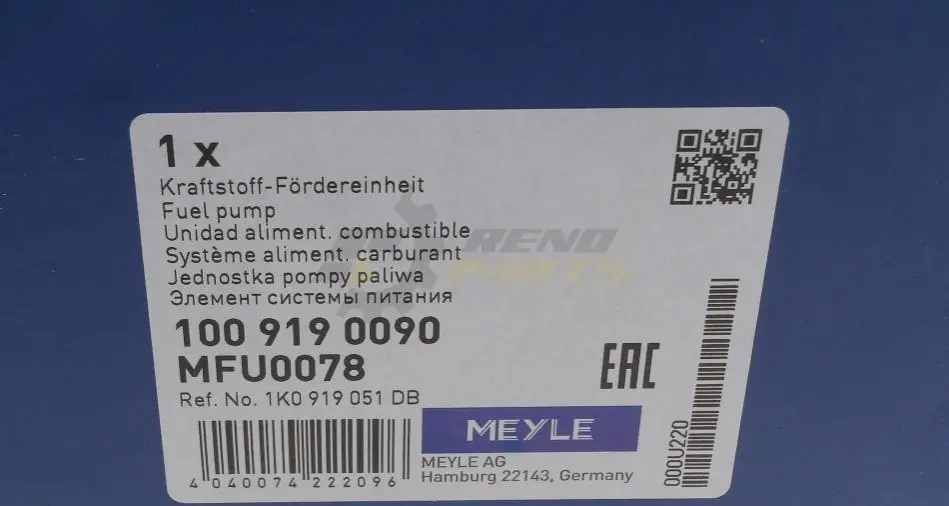 1 x
Kraftstoff-Fördereinheit
Fuel pump
Unidad aliment. combustible
Système aliment. carburant
Jednostka pompy paliwa
Элемент системы питания
RENO
PARTS
100 919 0090
MFU0078
Ref. No. 1K0 919 051 DB
EAC
MEYLE
MEYLE AG
Hamburg 22143, Germany
4 040074 222096
000U220